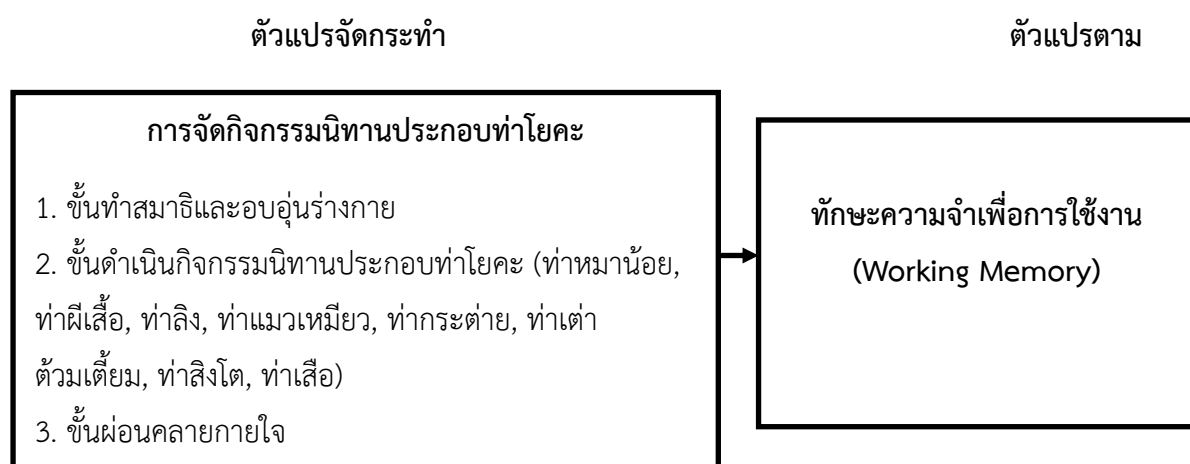 ตัวแปรจัดกระทำ
ตัวแปรตาม
การจัดกิจกรรมนิทานประกอบท่าโยคะ
1. ขั้นทำสมาธิและอบอุ่นร่างกาย
2. ขั้นดำเนินกิจกรรมนิทานประกอบท่าโยคะ (ท่าหมาน้อย,
ท่าผีเสื้อ, ท่าลิง, ท่าแมวเหมียว, ท่ากระต่าย, ท่าเต่า
ต้วมเตี้ยม, ท่าสิงโต, ท่าเสือ)
3. ขั้นผ่อนคลายกายใจ
ทักษะความจำเพื่อการใช้งาน
(Working Memory)